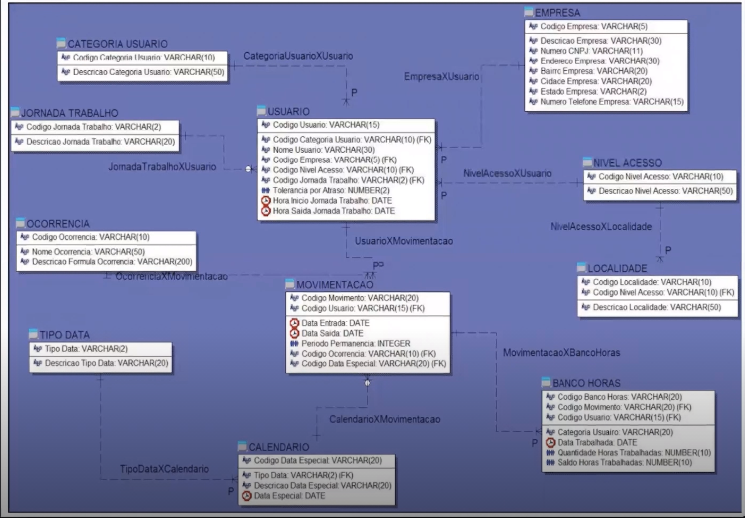 EMPRESA
Codigo Empresa: VARCHAR(5)
Descricao Empresa: VARCHAR(30)
Numero CNPJ: VARCHAR(11)
Endereco Empresa: VARCHAR(30)
Bairro Empresa: VARCHAR(20)
Cidade Empresa: VARCHAR(20)
Estado Empresa: VARCHAR(2)
Numero Telefone Empresa: VARCHAR(15)
CATEGORIA USUARIO
Codigo Categoria Usuario: VARCHAR(10)
Descricao Categoria Usuario: VARCHAR(50)
CategoriaUsuarioXUsuario
P
EmpresaXUsuario
P
JORNADA TRABALHO
Codigo Jornada Trabalho: VARCHAR(2)
Descricao Jornada Trabalho: VARCHAR(20)
JornadaTrabalhoXUsuario
USUARIO
Codigo Usuario: VARCHAR(15)
Codigo Categoria Usuario: VARCHAR(10) (FK)
Nome Usuario: VARCHAR(30)
Codigo Empresa: VARCHAR(5) (FK)
Codigo Nivel Acesso: VARCHAR(10) (FK)
Codigo Jornada Trabalho: VARCHAR(2) (FK)
Tolerancia por Atraso: NUMBER(2)
Hora Inicio Jornada Trabalho: DATE
Hora Saida Jornada Trabalho: DATE
NivelAcessoXUsuario
P
NIVEL ACESSO
Codigo Nivel Acesso: VARCHAR(10)
Descricao Nivel Acesso: VARCHAR(50)
NivelAcessoXLocalidade
P
LOCALIDADE
Codigo Localidade: VARCHAR(10)
Codigo Nivel Acesso: VARCHAR(10) (FK)
Descricao Localidade: VARCHAR(50)
OCORRENCIA
Codigo Ocorrencia: VARCHAR(10)
Nome Ocorrencia: VARCHAR(50)
Descricao Formula Ocorrencia: VARCHAR(200)
OcorrenciaXMovimentacao
UsuarioXMovimentacao
P
MOVIMENTACAO
Codigo Movimento: VARCHAR(20)
Codigo Usuario: VARCHAR(15) (FK)
Data Entrada: DATE
Data Saida: DATE
Periodo Permanencia: INTEGER
Codigo Ocorrencia: VARCHAR(10) (FK)
Codigo Data Especial: VARCHAR(20) (FK)
MovimentacaoXBancoHoras
P
TIPO DATA
Tipo Data: VARCHAR(2)
Descricao Tipo Data: VARCHAR(20)
TipoDataXCalendario
P
CalendarioXMovimentacao
CALENDARIO
Codigo Data Especial: VARCHAR(20)
Tipo Data: VARCHAR(2) (FK)
Descricao Data Especial: VARCHAR(20)
Data Especial: DATE
BANCO HORAS
Codigo Banco Horas: VARCHAR(20)
Codigo Movimento: VARCHAR(20) (FK)
Codigo Usuario: VARCHAR(15) (FK)
Categoria Usuairo: VARCHAR(20)
Data Trabalhada: DATE
Quantidade Horas Trabalhadas: NUMBER(10)
Saldo Horas Trabalhadas: NUMBER(10)